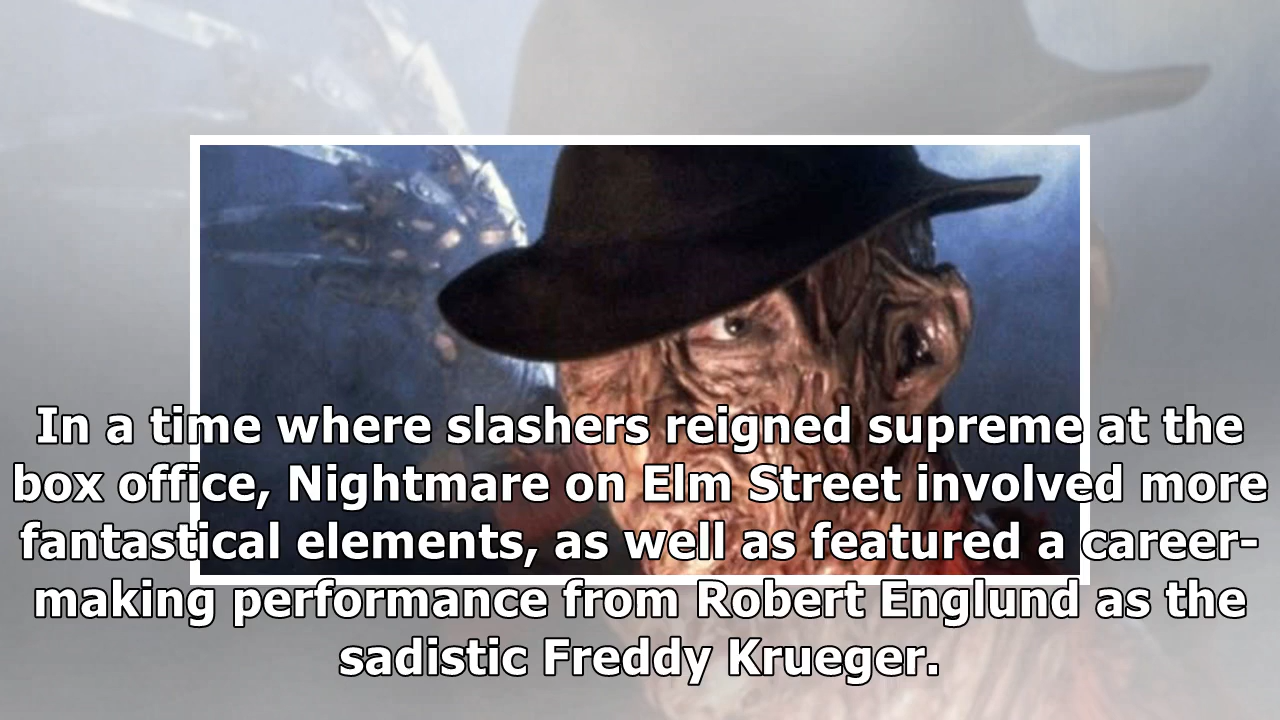 In a time where slashers reigned supreme at the
box office, Nightmare on Elm Street involved more
fantastical elements, as well as featured a career-
making performance from Robert Englund as the
sadistic Freddy Krueger.